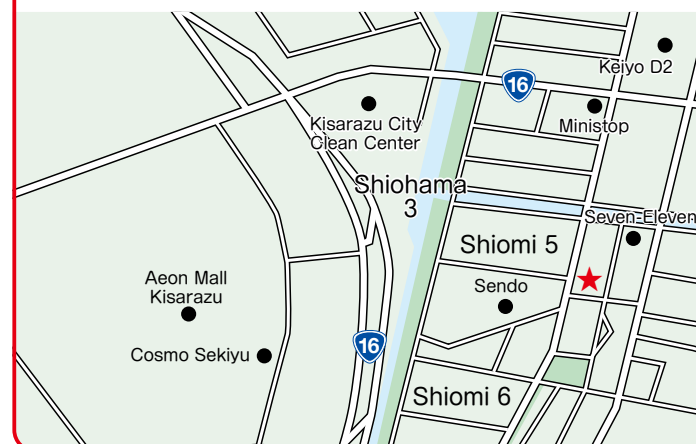 Keiyo D2
16
Kisarazu City
Clean Center
Ministop
Shiohama
3
Seven-Eleven
Shiomi 5
Aeon Mall
Kisarazu
Sendo
Cosmo Sekiyu
16
Shiomi 6